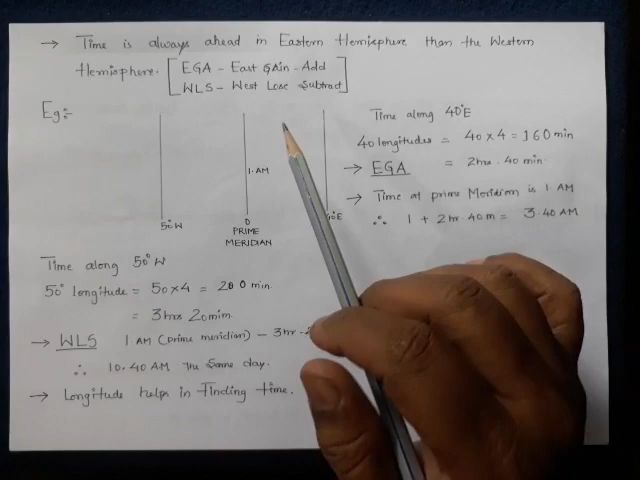 → Time is always ahead in Eastern Hemisphere than the Western
Hemisphere. [EGA - East Gain - Add
WLS - West Lose Subtract]
Eg:-
1.AM
50°W
0
PRIME
MERIDIAN
0°E
Time along 40°E
40 longitudes = 40 x 4 = 160 min
→ EGA = 2hrs. 40 min.
→ Time at prime Meridian is 1 AM
∴ 1 + 2 hr. 40m = 3.40 AM
Time along 50°W
50° longitude = 50x4 = 200 min
= 3hrs 20min.
→ WLS 1 AM (prime meridian) - 3hr -
∴ 10.40 AM The Same day.
→ Longitude helps in finding time.